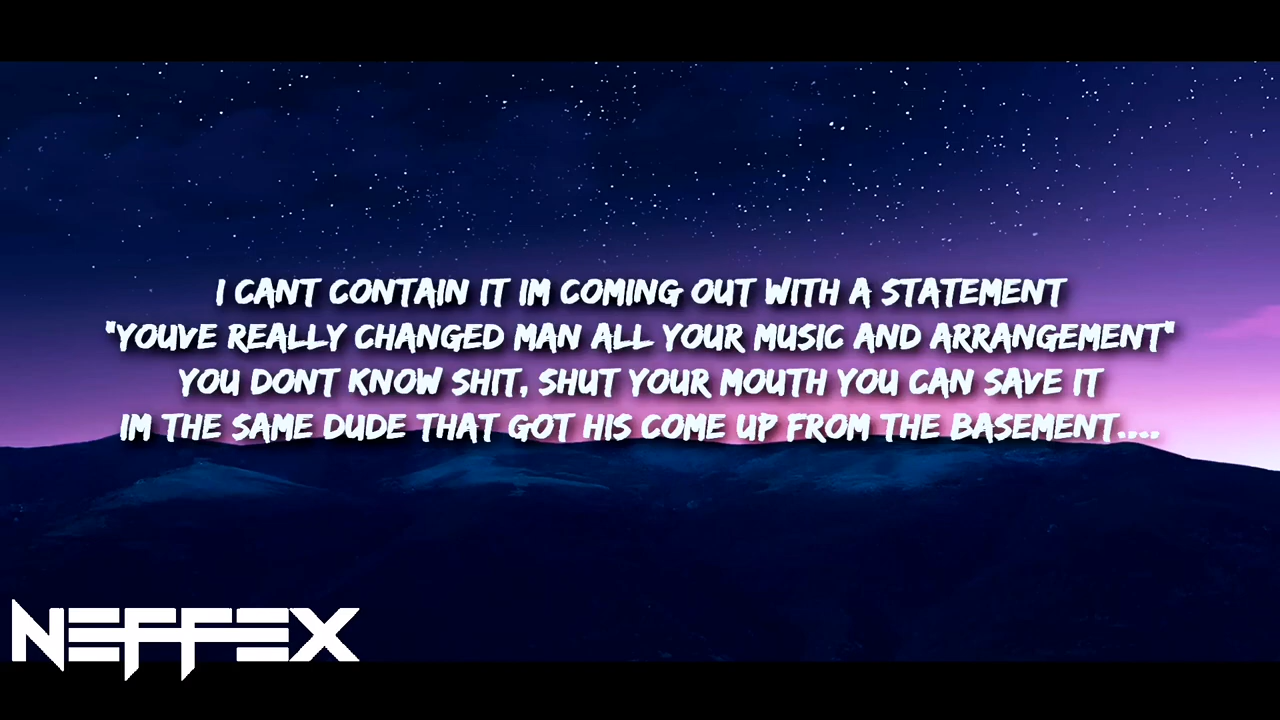 I CANT CONTAIN IT IM COMING OUT WITH A STATEMENT
"YOUVE REALLY CHANGED MAN ALL YOUR MUSIC AND ARRANGEMENT"
YOU DONT KNOW SHIT, SHUT YOUR MOUTH YOU CAN SAVE IT
IM THE SAME DUDE THAT GOT HIS COME UP FROM THE BASEMENT....
NEFFEX